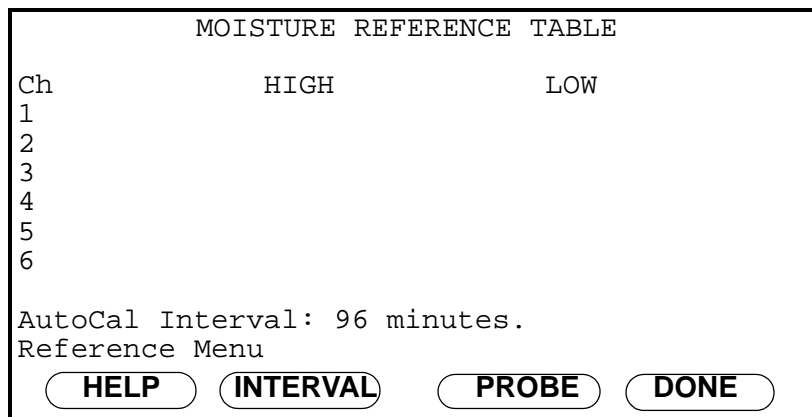 MOISTURE REFERENCE TABLE
Ch HIGH LOW
1
2
3
4
5
6
AutoCal Interval: 96 minutes.
Reference Menu
HELP INTERVAL PROBE DONE